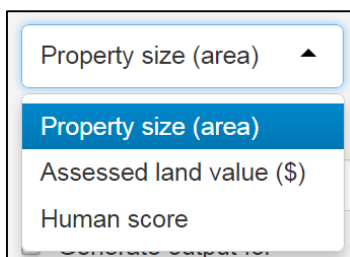 Property size (area)
Property size (area)
Assessed land value ($)
Human score